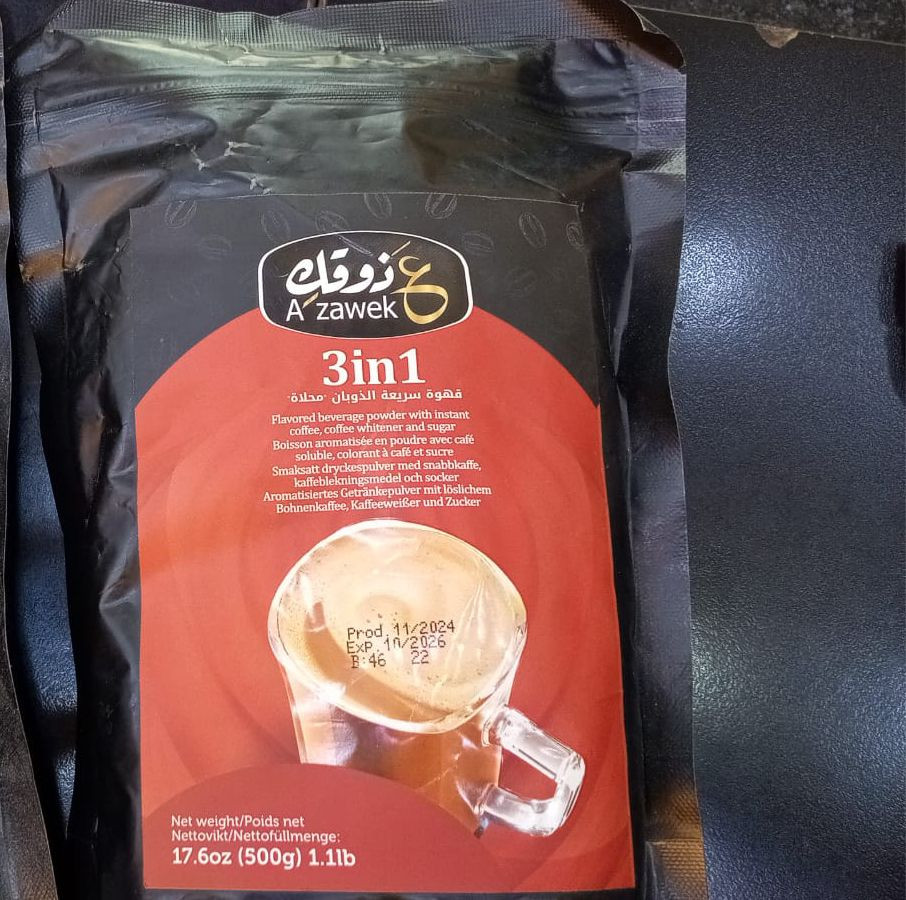 ع ذوقك
A'zawek
3in1
قهوة سريعة الذوبان "محلاة"
Flavored beverage powder with instant
coffee, coffee whitener and sugar
Boisson aromatisée en poudre avec café
soluble, colorant à café et sucre
Smaksatt dryckespulver med snabbkaffe,
kaffeblekningsmedel och socker
Aromatisiertes Getränkepulver mit löslichem
Bohnenkaffee, Kaffeeweißer und Zucker
Prod.11/2024
Exp.10/2026
B:46 22
Net weight/Poids net
Nettovikt/Nettofüllmenge:
17.6oz (500g) 1.1lb